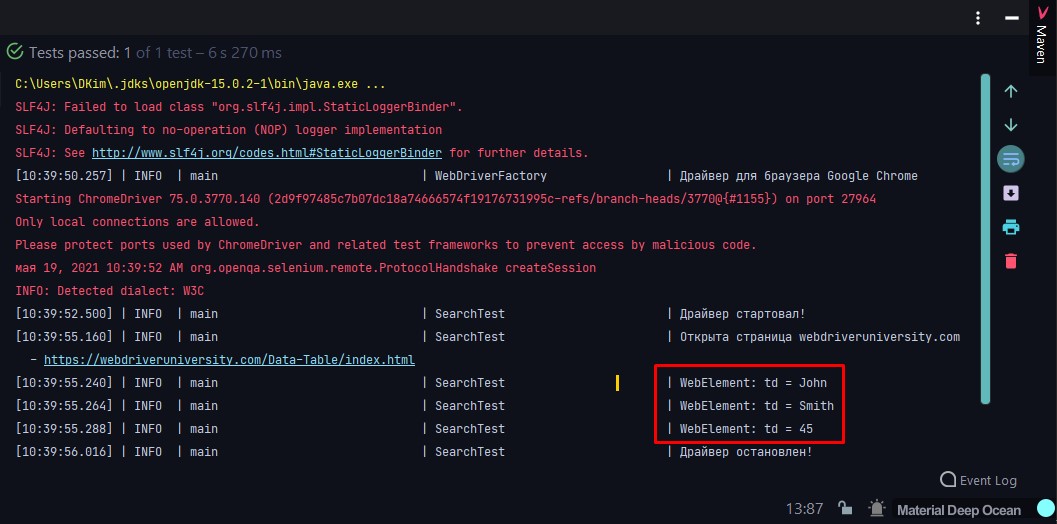 Maven
Tests passed: 1 of 1 test – 6 s 270 ms
C:\Users\DKim\.jdks\openjdk-15.0.2-1\bin\java.exe ...
SLF4J: Failed to load class "org.slf4j.impl.StaticLoggerBinder".
SLF4J: Defaulting to no-operation (NOP) logger implementation
SLF4J: See http://www.slf4j.org/codes.html#StaticLoggerBinder for further details.
[10:39:50.257] | INFO | main | WebDriverFactory | Драйвер для браузера Google Chrome
Starting ChromeDriver 75.0.3770.140 (2d9f97485c7b07dc18a74666574f19176731995c-refs/branch-heads/3770@{#1155}) on port 27964
Only local connections are allowed.
Please protect ports used by ChromeDriver and related test frameworks to prevent access by malicious code.
мая 19, 2021 10:39:52 AM org.openqa.selenium.remote.ProtocolHandshake createSession
INFO: Detected dialect: W3C
[10:39:52.500] | INFO | main | SearchTest | Драйвер стартовал!
[10:39:55.160] | INFO | main | SearchTest | Открыта страница webdriveruniversity.com
– https://webdriveruniversity.com/Data-Table/index.html
[10:39:55.240] | INFO | main | SearchTest | WebElement: td = John
[10:39:55.264] | INFO | main | SearchTest | WebElement: td = Smith
[10:39:55.288] | INFO | main | SearchTest | WebElement: td = 45
[10:39:56.016] | INFO | main | SearchTest | Драйвер остановлен!
Event Log
13:87 Material Deep Ocean